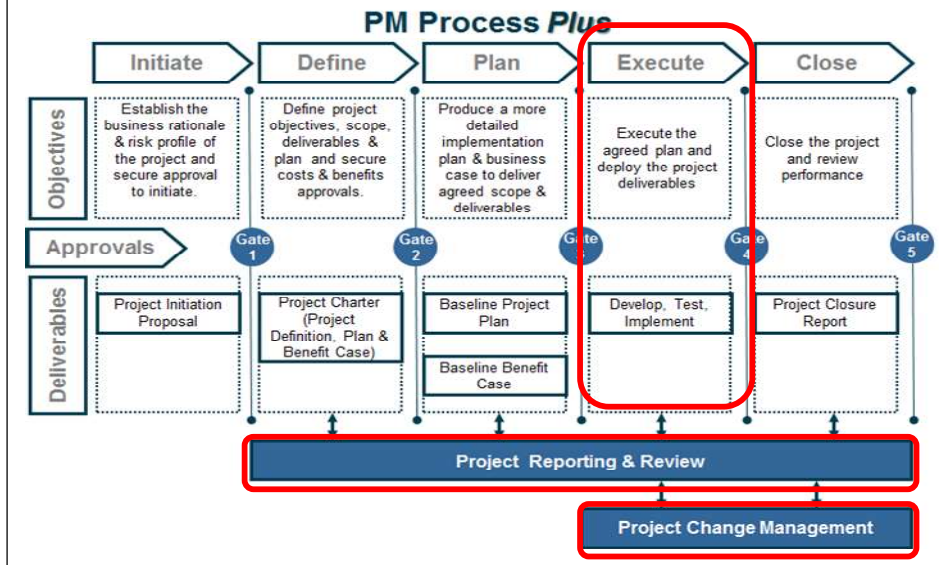 PM Process Plus
Initiate
Define
Plan
Execute
Close
Objectives
Establish the
business rationale
& risk profile of
the project and
secure approval
to initiate.
Define project
objectives, scope,
deliverables &
plan and secure
costs & benefits
approvals.
Produce a more
detailed
implementation
plan & business
case to deliver
agreed scope &
deliverables
Execute the
agreed plan and
deploy the project
deliverables
Close the project
and review
performance
Approvals
Gate
1
Gate
2
Gate
3
Gate
4
Gate
5
Deliverables
Project Initiation
Proposal
Project Charter
(Project
Definition, Plan &
Benefit Case)
Baseline Project
Plan
Baseline Benefit
Case
Develop, Test,
Implement
Project Closure
Report
Project Reporting & Review
Project Change Management